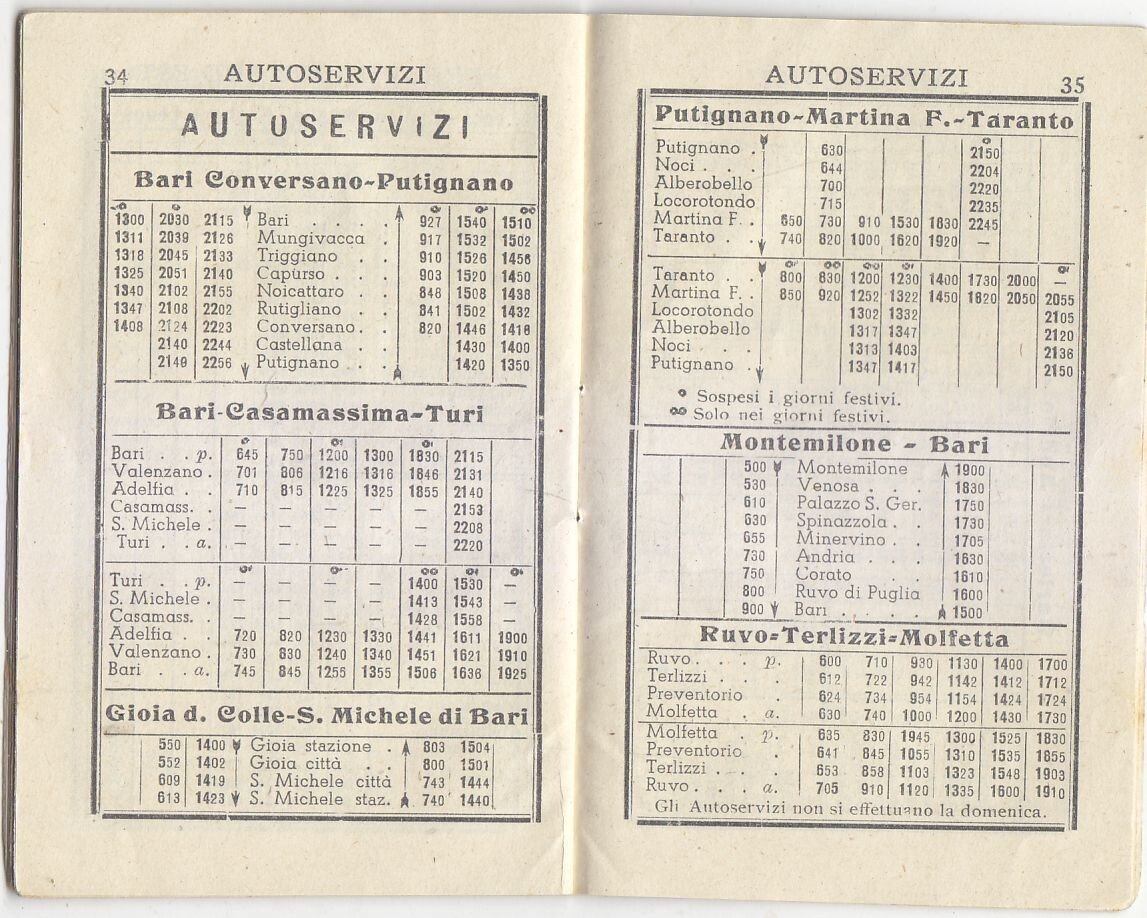 34 AUTOSERVIZI
AUTOSERVIZI
Bari Conversano-Putignano
1300 2030 2115 Bari . . . . 927 1540 1510
1311 2039 2126 Mungivacca . 917 1532 1502
1318 2045 2133 Triggiano . . 910 1526 1456
1325 2051 2140 Capurso . . . 903 1520 1450
1340 2102 2155 Noicattaro . . 848 1508 1438
1347 2108 2202 Rutigliano . . 841 1502 1432
1408 2124 2223 Conversano . . 820 1446 1416
2140 2244 Castellana . . 1430 1400
2149 2256 Putignano . . 1420 1350
Bari-Casamassima-Turi
Bari . . p. 645 750 1200 1300 1830 2115
Valenzano . 701 806 1216 1316 1846 2131
Adelfia . . 710 815 1225 1325 1855 2140
Casamass. . — — — — — 2153
S. Michele . — — — — — 2208
Turi . . a. — — — — — 2220
Turi . . p. — — — — 1400 1530 —
S. Michele . — — — — 1413 1543 —
Casamass. . — — — — 1428 1558 —
Adelfia . . 720 820 1230 1330 1441 1611 1900
Valenzano . 730 830 1240 1340 1451 1621 1910
Bari . . a. 745 845 1255 1355 1506 1636 1925
Gioia d. Colle-S. Michele di Bari
550 1400 Gioia stazione . 803 1504
552 1402 Gioia città . . 800 1501
609 1419 S. Michele città 743 1444
613 1423 S. Michele staz. 740 1440
AUTOSERVIZI 35
Putignano-Martina F.-Taranto
Putignano . 630 2150
Noci . . . 644 2204
Alberobello 700 2220
Locorotondo 715 2235
Martina F. . 650 730 910 1530 1830 2245
Taranto . . 740 820 1000 1620 1920 —
Taranto . . 800 830 1200 1230 1400 1730 2000 —
Martina F. . 850 920 1252 1322 1450 1820 2050 2055
Locorotondo 1302 1332 2105
Alberobello 1317 1347 2120
Noci . . . 1313 1403 2136
Putignano . 1347 1417 2150
o Sospesi i giorni festivi.
oo Solo nei giorni festivi.
Montemilone - Bari
500 Montemilone 1900
530 Venosa . . . 1830
610 Palazzo S. Ger. 1750
630 Spinazzola . . 1730
655 Minervino . . 1705
730 Andria . . . 1630
750 Corato . . 1610
800 Ruvo di Puglia 1600
900 Bari . . . . 1500
Ruvo-Terlizzi-Molfetta
Ruvo . . . p. 600 710 930 1130 1400 1700
Terlizzi . . . 612 722 942 1142 1412 1712
Preventorio . 624 734 954 1154 1424 1724
Molfetta . a. 630 740 1000 1200 1430 1730
Molfetta . p. 635 830 1945 1300 1525 1830
Preventorio . 641 845 1055 1310 1535 1855
Terlizzi . . . 653 858 1103 1323 1548 1903
Ruvo . . . a. 705 910 1120 1335 1600 1910
Gli Autoservizi non si effettuano la domenica.